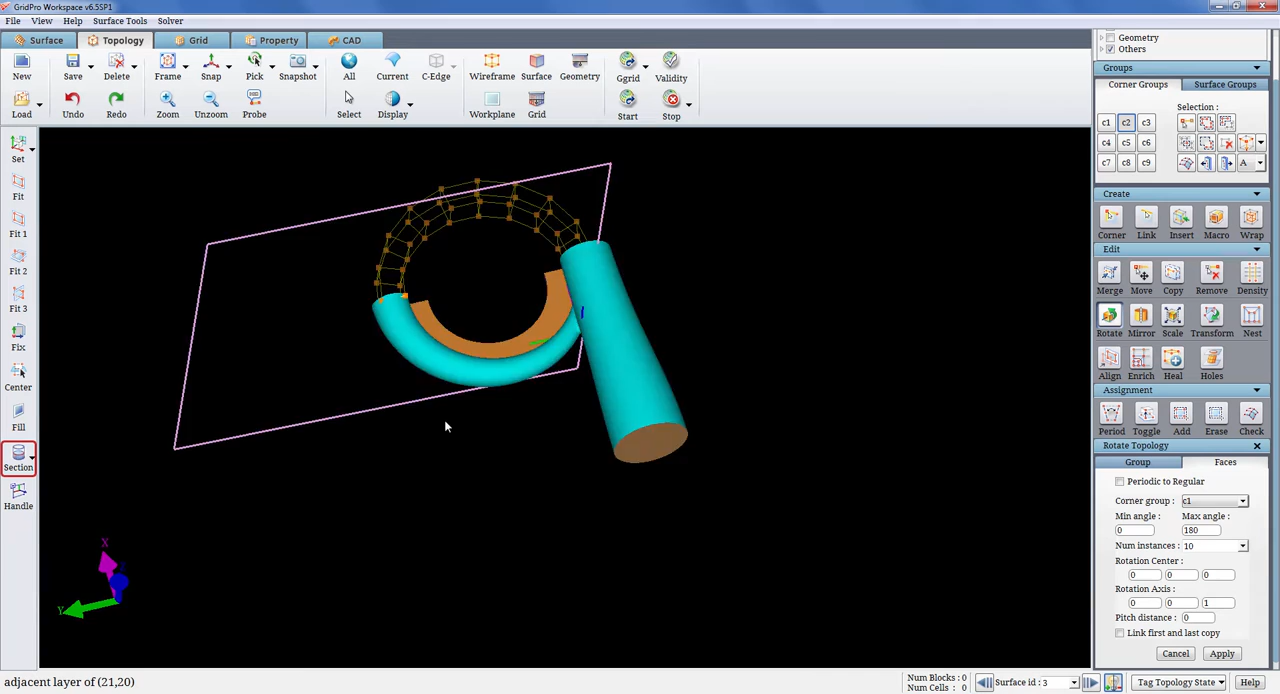 GridPro Workspace v6.5SP1
File View Help Surface Tools Solver
Surface Topology Grid Property CAD
New Save Delete Frame Snap Pick Snapshot All Current C-Edge Wireframe Surface Geometry Ggrid Validity
Load Undo Redo Zoom Unzoom Probe Select Display Workplane Grid Start Stop
Set
Fit
Fit 1
Fit 2
Fit 3
Fix
Center
Fill
Section
Handle
X
Y
Geometry
Others
Groups
Corner Groups Surface Groups
Selection :
c1 c2 c3
c4 c5 c6
c7 c8 c9 A
Create
Corner Link Insert Macro Wrap
Edit
Merge Move Copy Remove Density
Rotate Mirror Scale Transform Nest
Align Enrich Heal Holes
Assignment
Period Toggle Add Erase Check
Rotate Topology
Group Faces
Periodic to Regular
Corner group : c1
Min angle : Max angle :
0 180
Num instances : 10
Rotation Center :
0 0 0
Rotation Axis :
0 0 1
Pitch distance : 0
Link first and last copy
Cancel Apply
adjacent layer of (21,20)
Num Blocks : 0
Num Cells : 0
Surface id : 3
Tag Topology State
Help